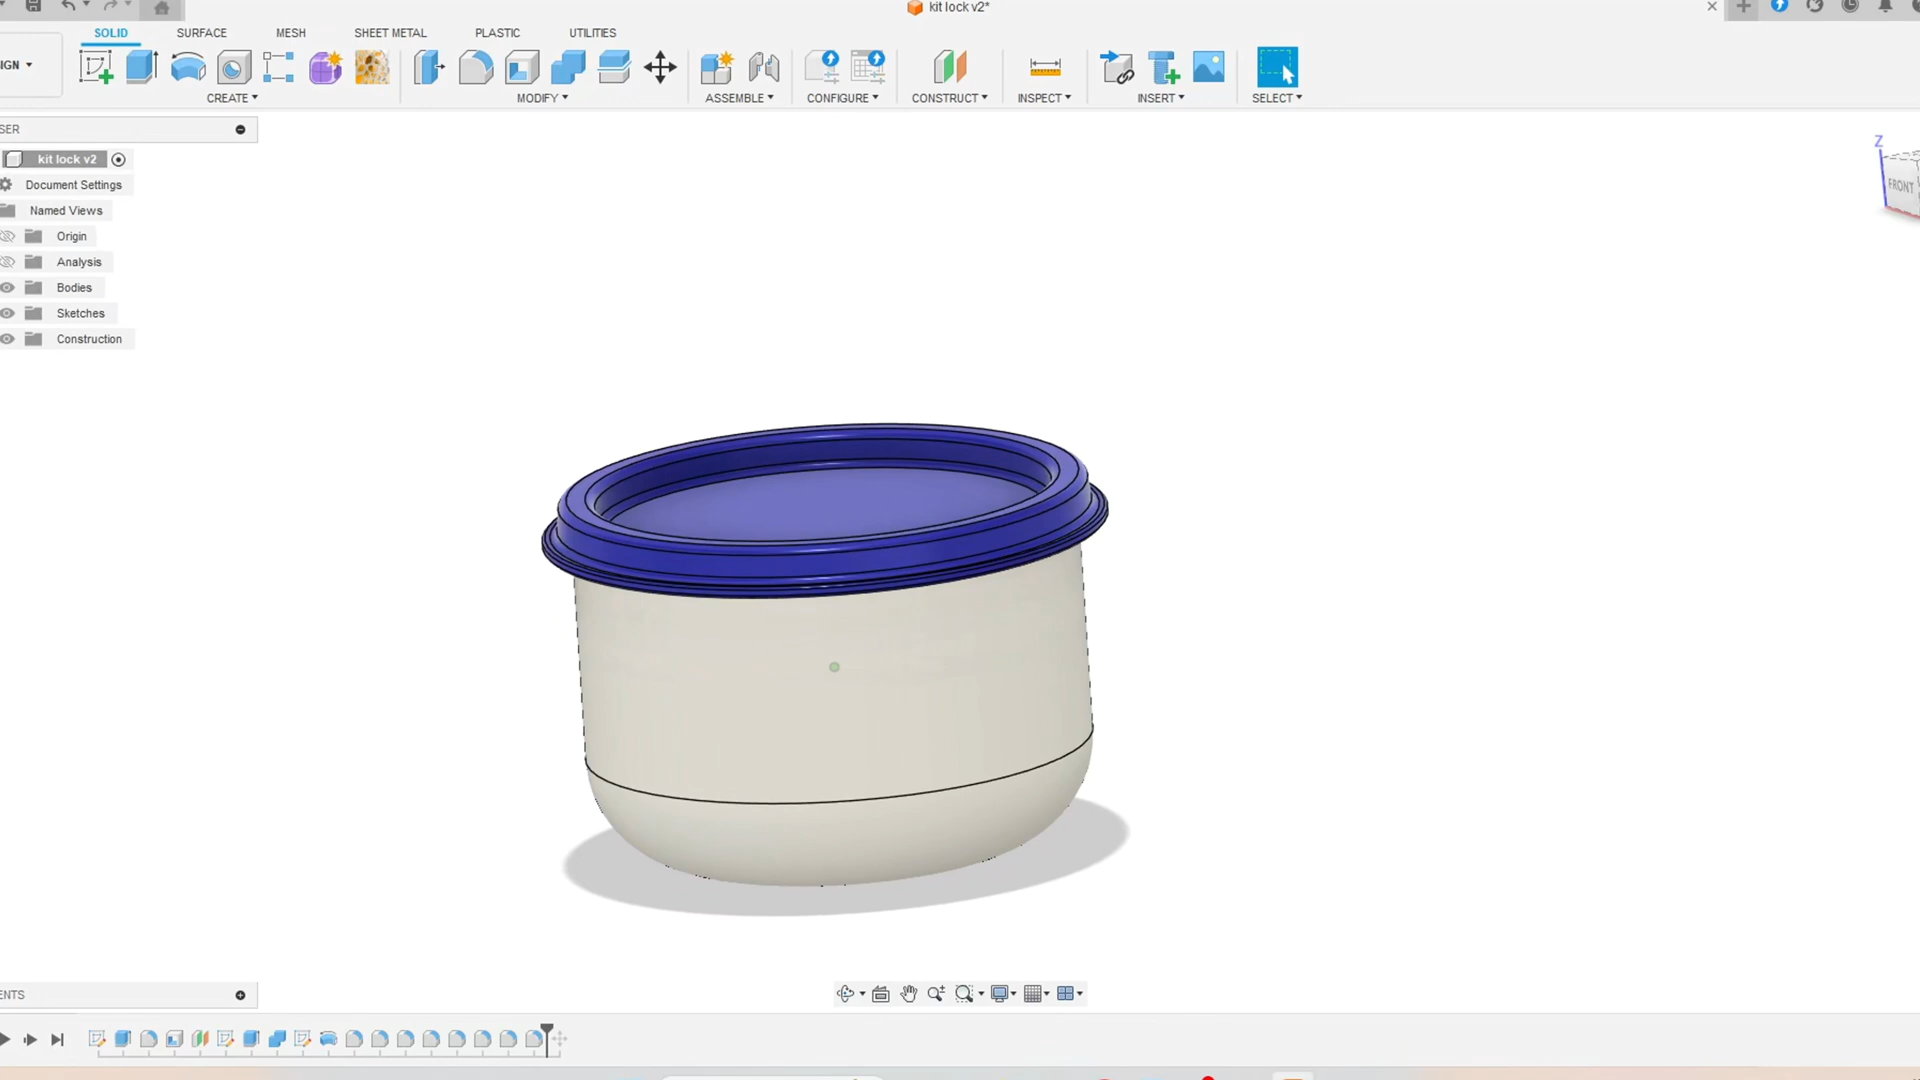 kit lock v2*
SOLID SURFACE MESH SHEET METAL PLASTIC UTILITIES
IGN
CREATE MODIFY ASSEMBLE CONFIGURE CONSTRUCT INSPECT INSERT SELECT
SER
kit lock v2
Document Settings
Named Views
Origin
Analysis
Bodies
Sketches
Construction
Z
FRONT
ENTS